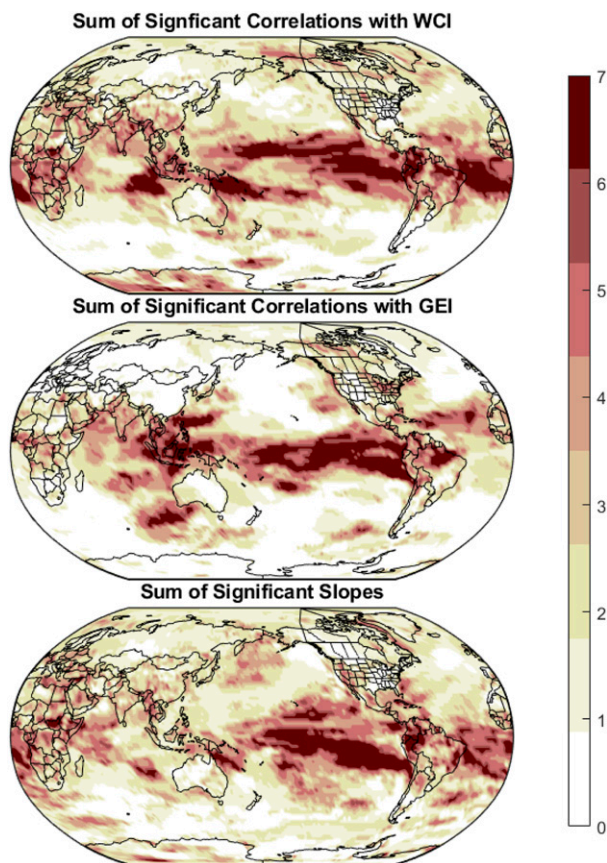 Sum of Signficant Correlations with WCI
Sum of Significant Correlations with GEI
Sum of Significant Slopes
7
6
5
4
3
2
1
0